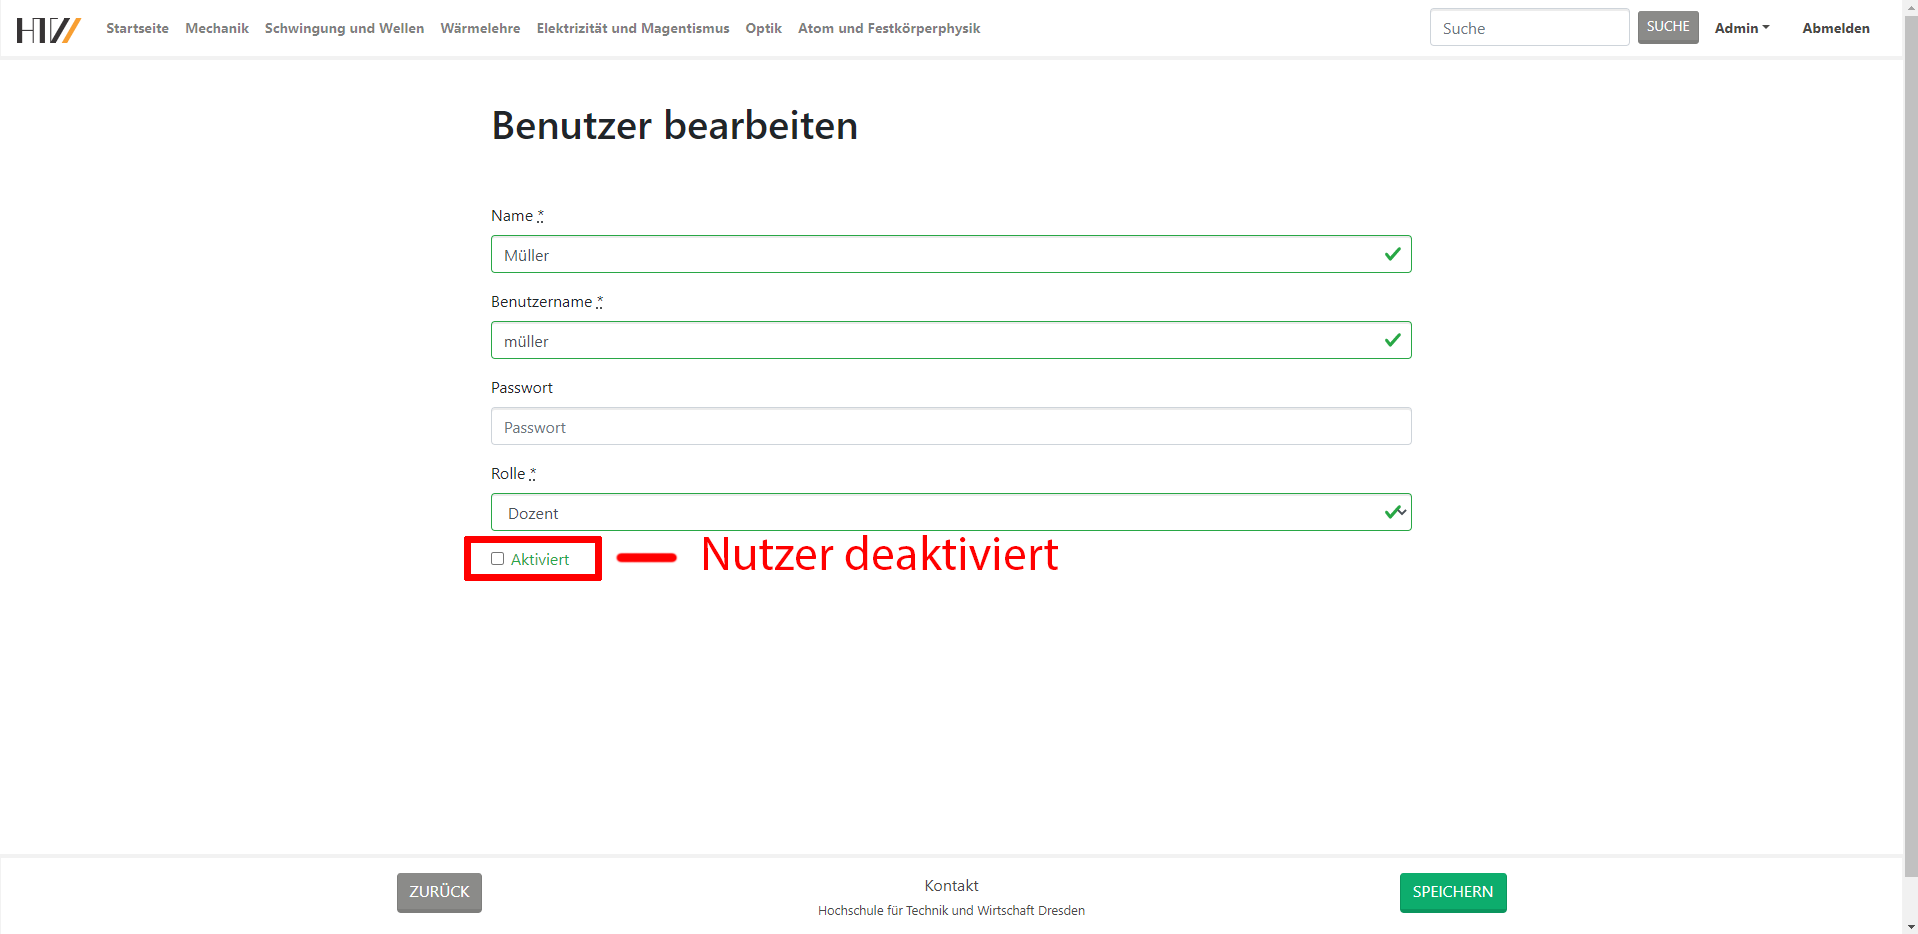 HTW Startseite Mechanik Schwingung und Wellen Wärmelehre Elektrizität und Magentismus Optik Atom und Festkörperphysik Suche SUCHE Admin Abmelden
Benutzer bearbeiten
Name *
Müller
Benutzername *
müller
Passwort
Passwort
Rolle *
Dozent
Aktiviert Nutzer deaktiviert
ZURÜCK Kontakt SPEICHERN
Hochschule für Technik und Wirtschaft Dresden